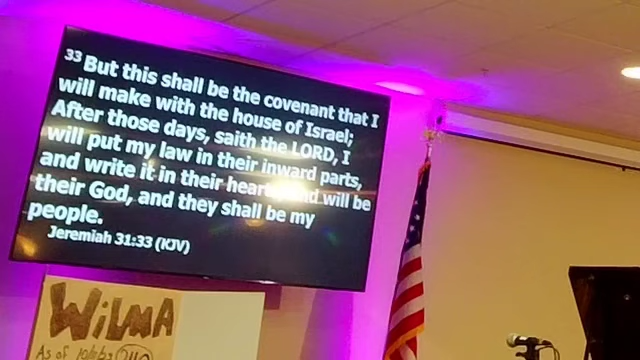 33 But this shall be the covenant that I
will make with the house of Israel;
After those days, saith the LORD, I
will put my law in their inward parts,
and write it in their hearts, and will be
their God, and they shall be my
people.
Jeremiah 31:33 (KJV)
WilMA
As of